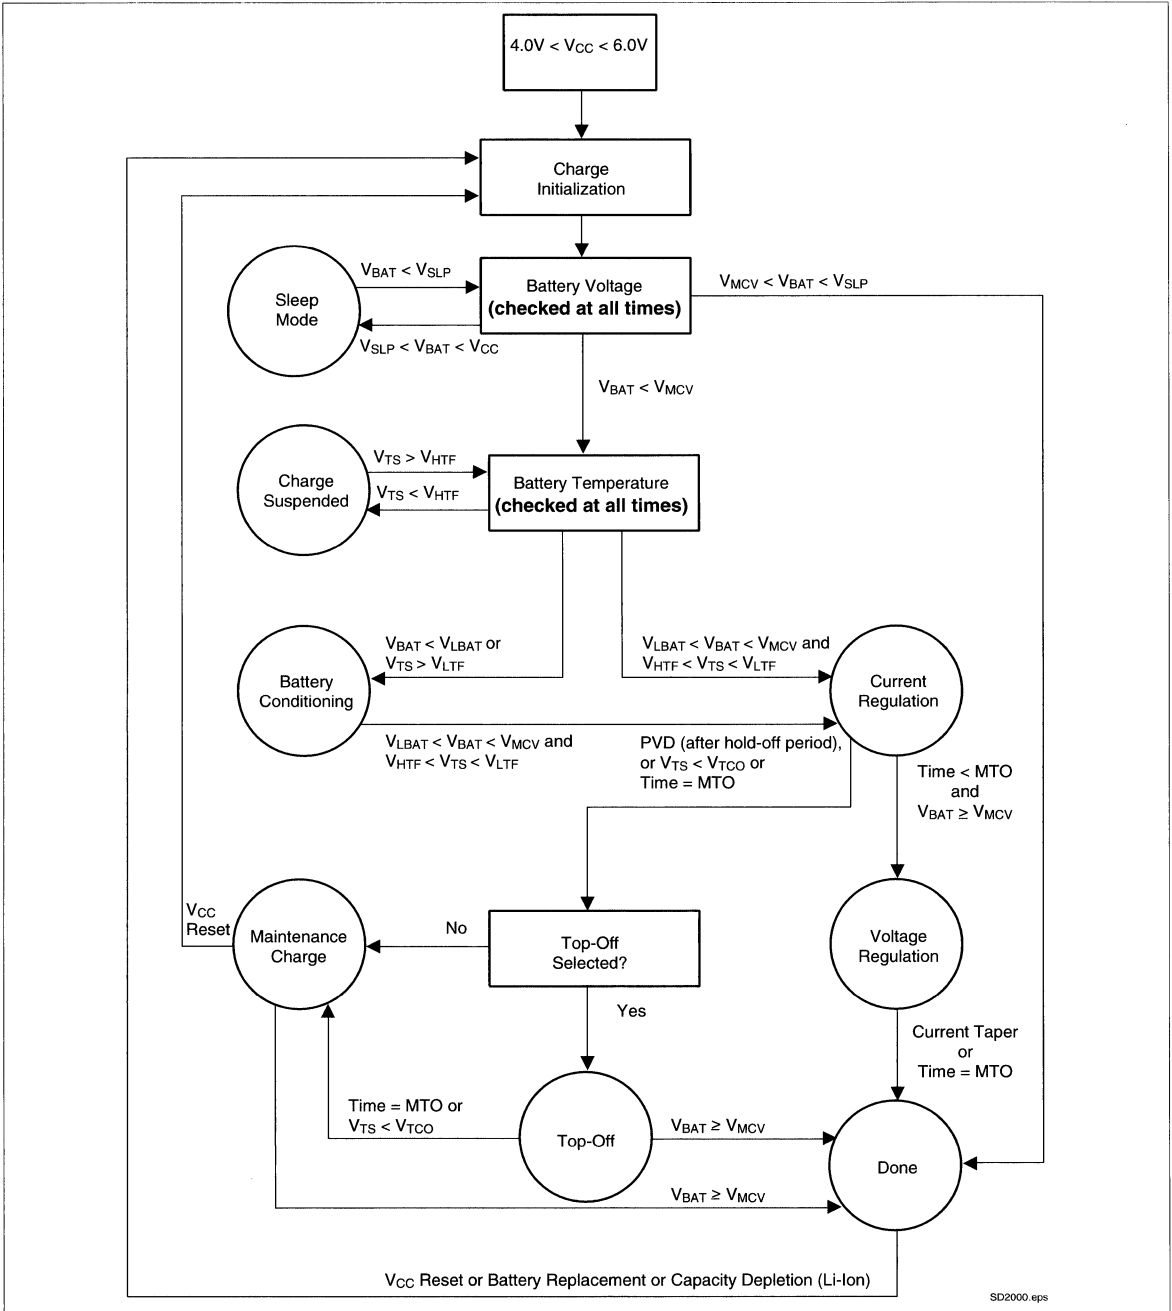 4.0V < VCC < 6.0V
Charge
Initialization
Sleep
Mode
VBAT < VSLP
VSLP < VBAT < VCC
Battery Voltage
(checked at all times)
VMCV < VBAT < VSLP
VBAT < VMCV
Charge
Suspended
VTS > VHTF
VTS < VHTF
Battery Temperature
(checked at all times)
Battery
Conditioning
VBAT < VLBAT or
VTS > VLTF
VLBAT < VBAT < VMCV and
VHTF < VTS < VLTF
Current
Regulation
VLBAT < VBAT < VMCV and
VHTF < VTS < VLTF
PVD (after hold-off period),
or VTS < VTCO or
Time = MTO
Time < MTO
and
VBAT ≥ VMCV
VCC
Reset
Maintenance
Charge
No
Top-Off
Selected?
Voltage
Regulation
Yes
Current Taper
or
Time = MTO
Time = MTO or
VTS < VTCO
Top-Off
VBAT ≥ VMCV
Done
VBAT ≥ VMCV
VCC Reset or Battery Replacement or Capacity Depletion (Li-Ion)
SD2000.eps